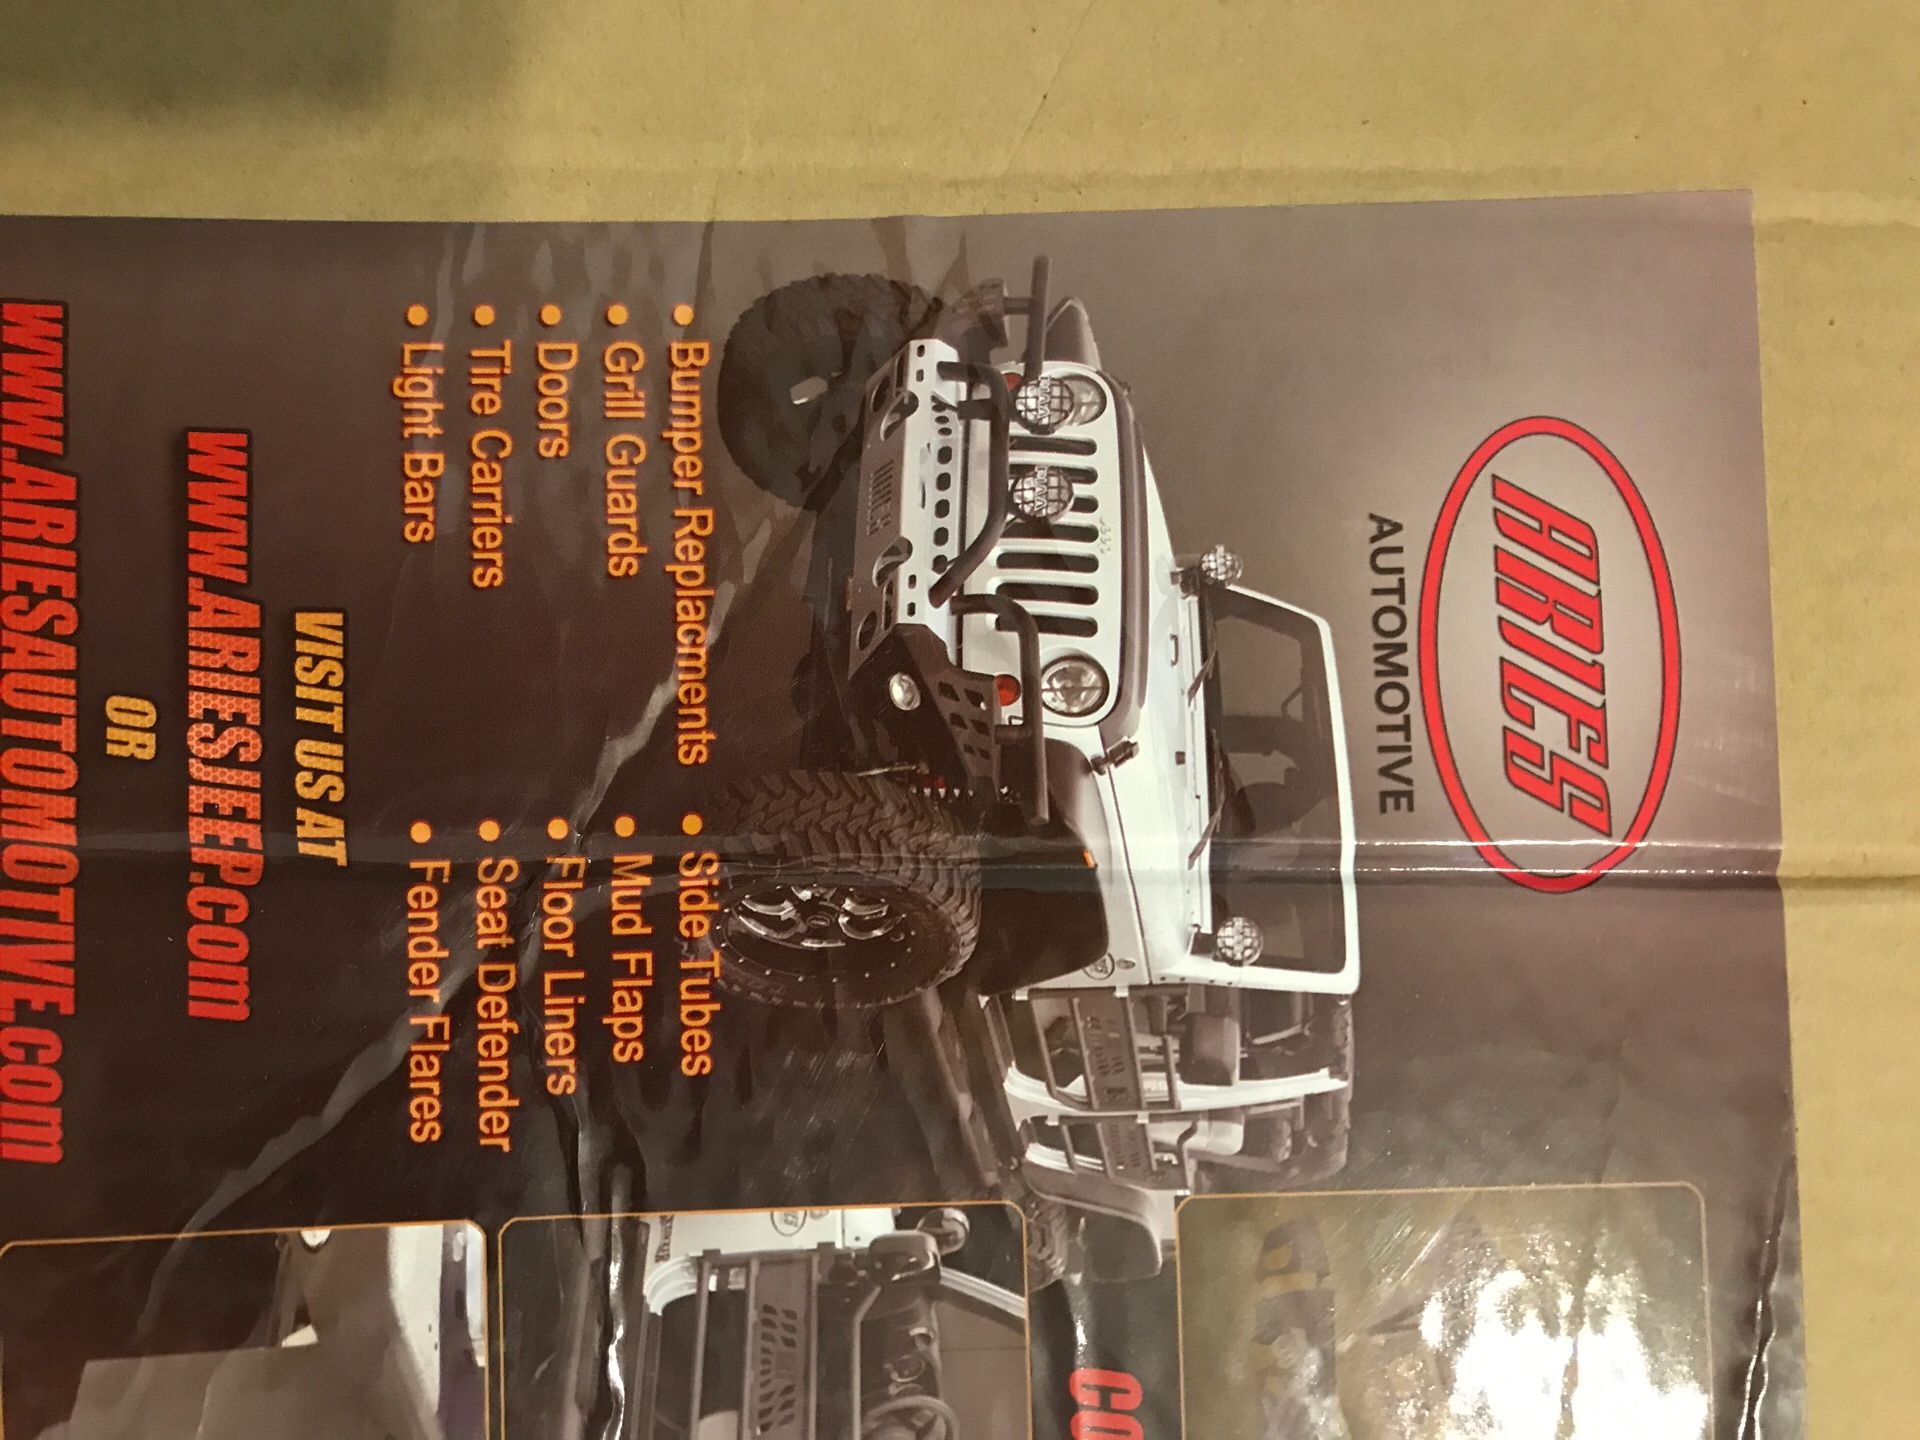 ARIES
AUTOMOTIVE
• Bumper Replacments
• Grill Guards
• Doors
• Tire Carriers
• Light Bars
• Side Tubes
• Mud Flaps
• Floor Liners
• Seat Defender
• Fender Flares
VISIT US AT
WWW.ARIESJEEP.COM
OR
WWW.ARIESAUTOMOTIVE.COM